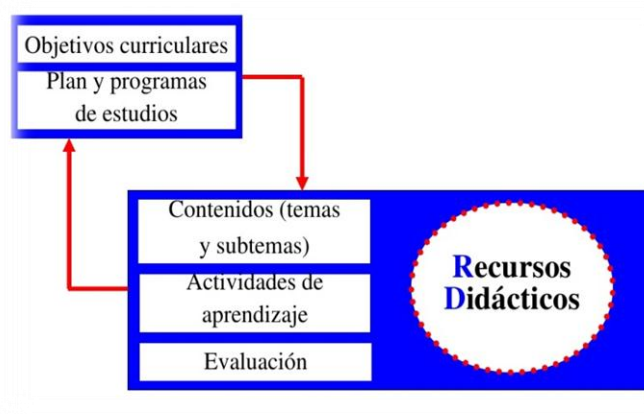 Objetivos curriculares
Plan y programas
de estudios
Contenidos (temas
y subtemas)
Actividades de
aprendizaje
Evaluación
Recursos
Didácticos